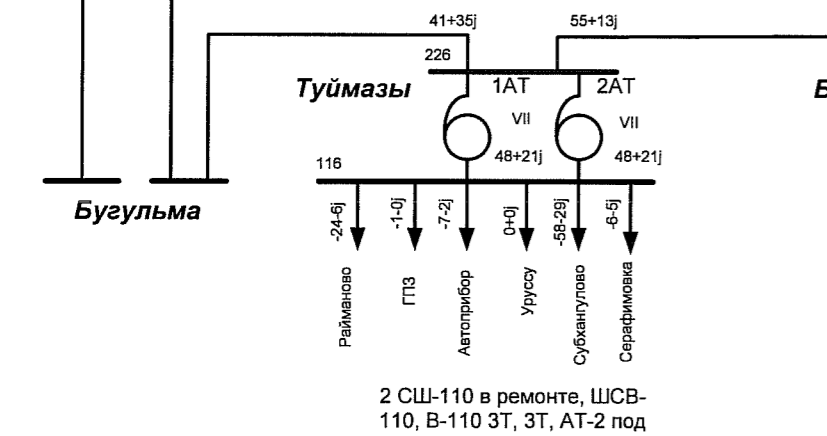 41+35j
55+13j
226
Туймазы
1АТ
2АТ
VII
VII
48+21j
48+21j
116
Бугульма
-24-6j
-1-0j
-7-2j
0+0j
-58-29j
-6-5j
Райманово
ГПЗ
Автоприбор
Уруссу
Субхангулово
Серафимовка
2 СШ-110 в ремонте, ШСВ-
110, В-110 3Т, 3Т, АТ-2 под